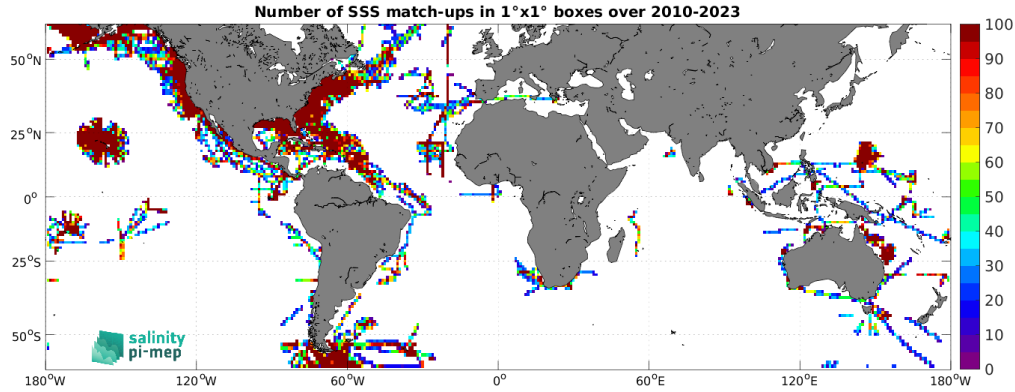 Number of SSS match-ups in 1°x1° boxes over 2010-2023
50°N
25°N
0°
25°S
50°S
180°W
120°W
60°W
0°
60°E
120°E
180°W
100
90
80
70
60
50
40
30
20
10
0
salinity
pi-mep